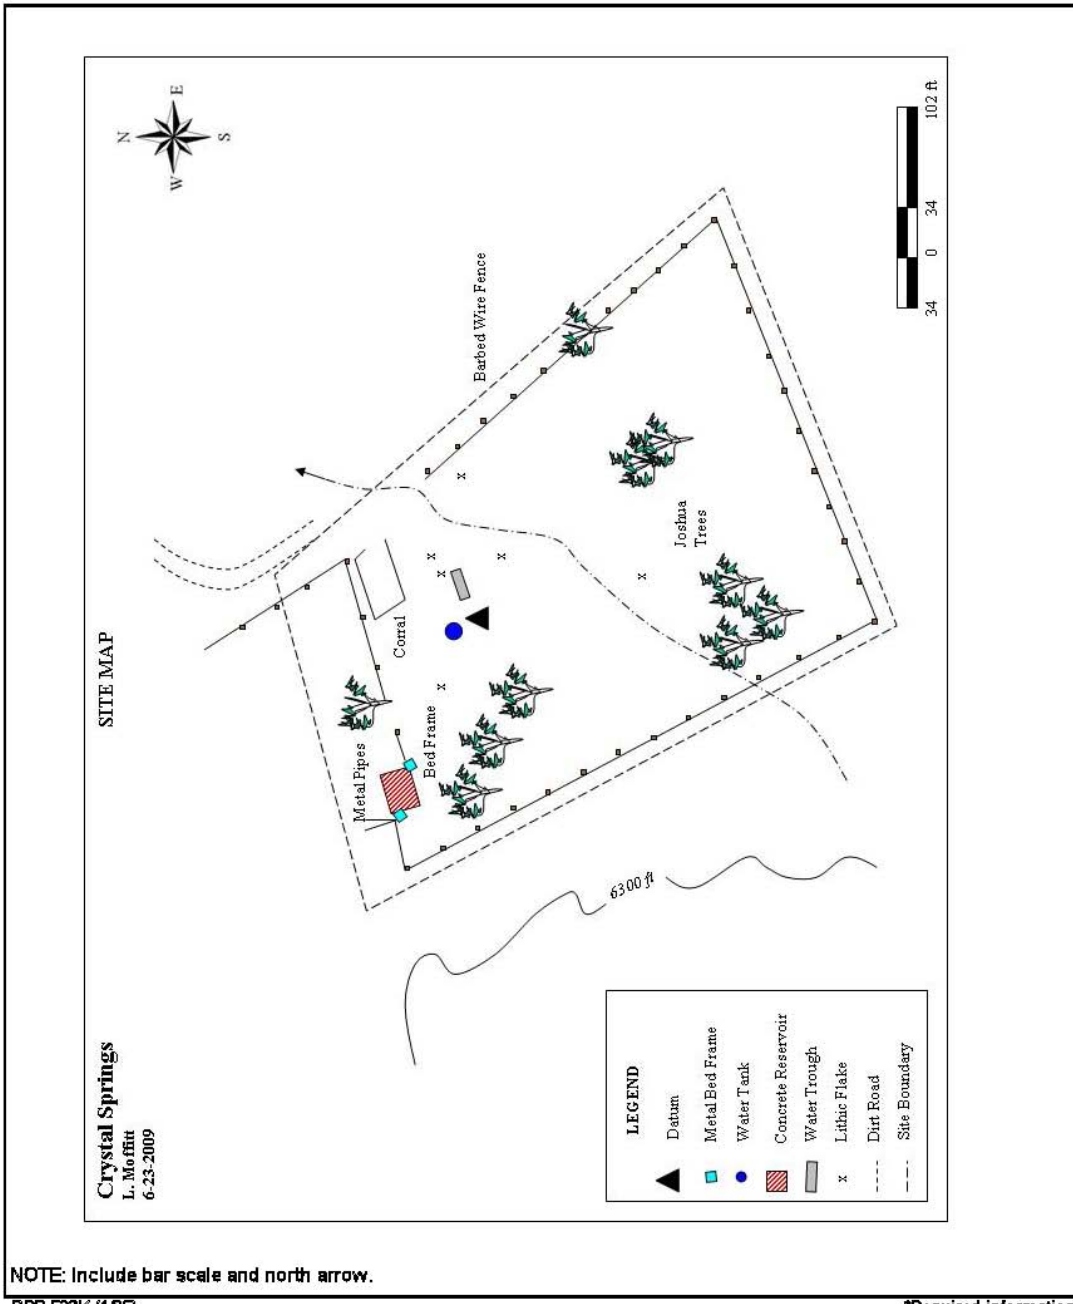 Crystal Springs
L. Moffitt
6-23-2009
SITE MAP
N
E
S
W
Barbed Wire Fence
Corral
Metal Pipes
Bed Frame
Joshua
Trees
6300 ft
x
x
x
x
x
x
34
0
34
102 ft
LEGEND
Datum
Metal Bed Frame
Water Tank
Concrete Reservoir
Water Trough
x Lithic Flake
Dirt Road
Site Boundary
NOTE: Include bar scale and north arrow.
*Required information